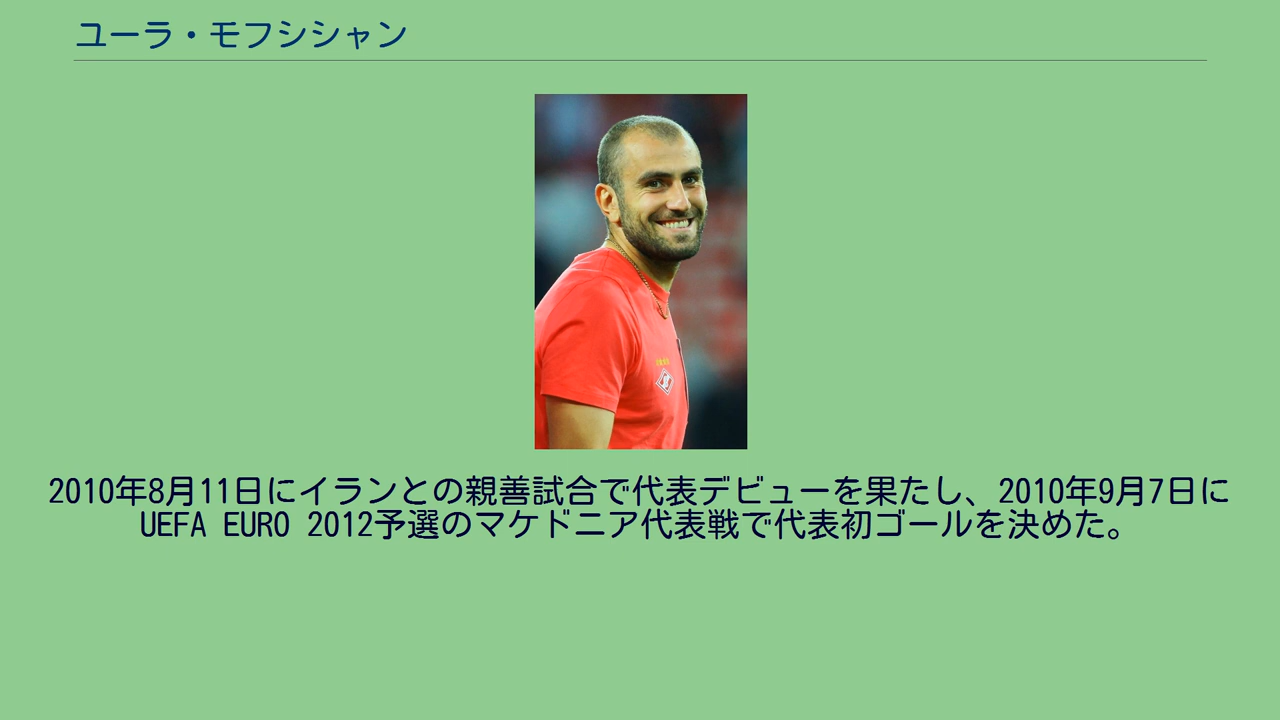 ユーラ・モフシシャン
2010年8月11日にイランとの親善試合で代表デビューを果たし、2010年9月7日に
UEFA EURO 2012予選のマケドニア代表戦で代表初ゴールを決めた。